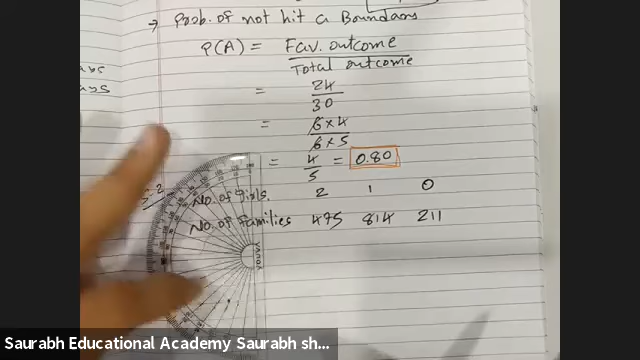 → Prob. of not hit a Boundary
P(A) = Fav. outcome
Total outcome
= 24
30
= 6 × 4
6 × 5
= 4 = 0.80
5
No. of Girls. 2 1 0
No. of families 475 814 211
Saurabh Educational Academy Saurabh sh...